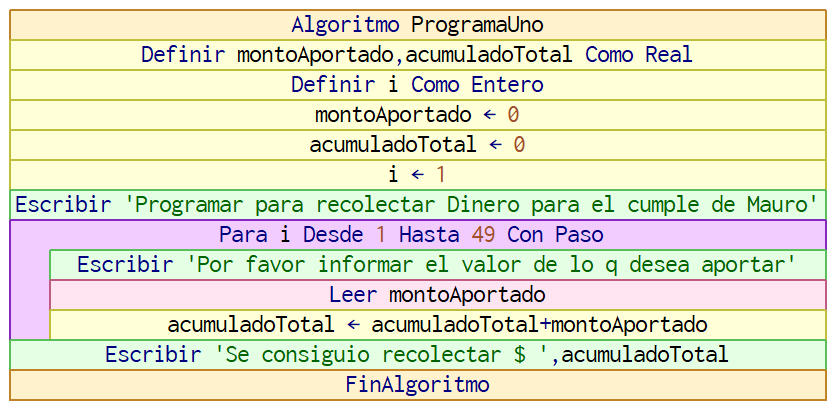 Algoritmo ProgramaUno
Definir montoAportado,acumuladoTotal Como Real
Definir i Como Entero
montoAportado ← 0
acumuladoTotal ← 0
i ← 1
Escribir 'Programar para recolectar Dinero para el cumple de Mauro'
Para i Desde 1 Hasta 49 Con Paso
Escribir 'Por favor informar el valor de lo q desea aportar'
Leer montoAportado
acumuladoTotal ← acumuladoTotal+montoAportado
Escribir 'Se consiguio recolectar $ ',acumuladoTotal
FinAlgoritmo